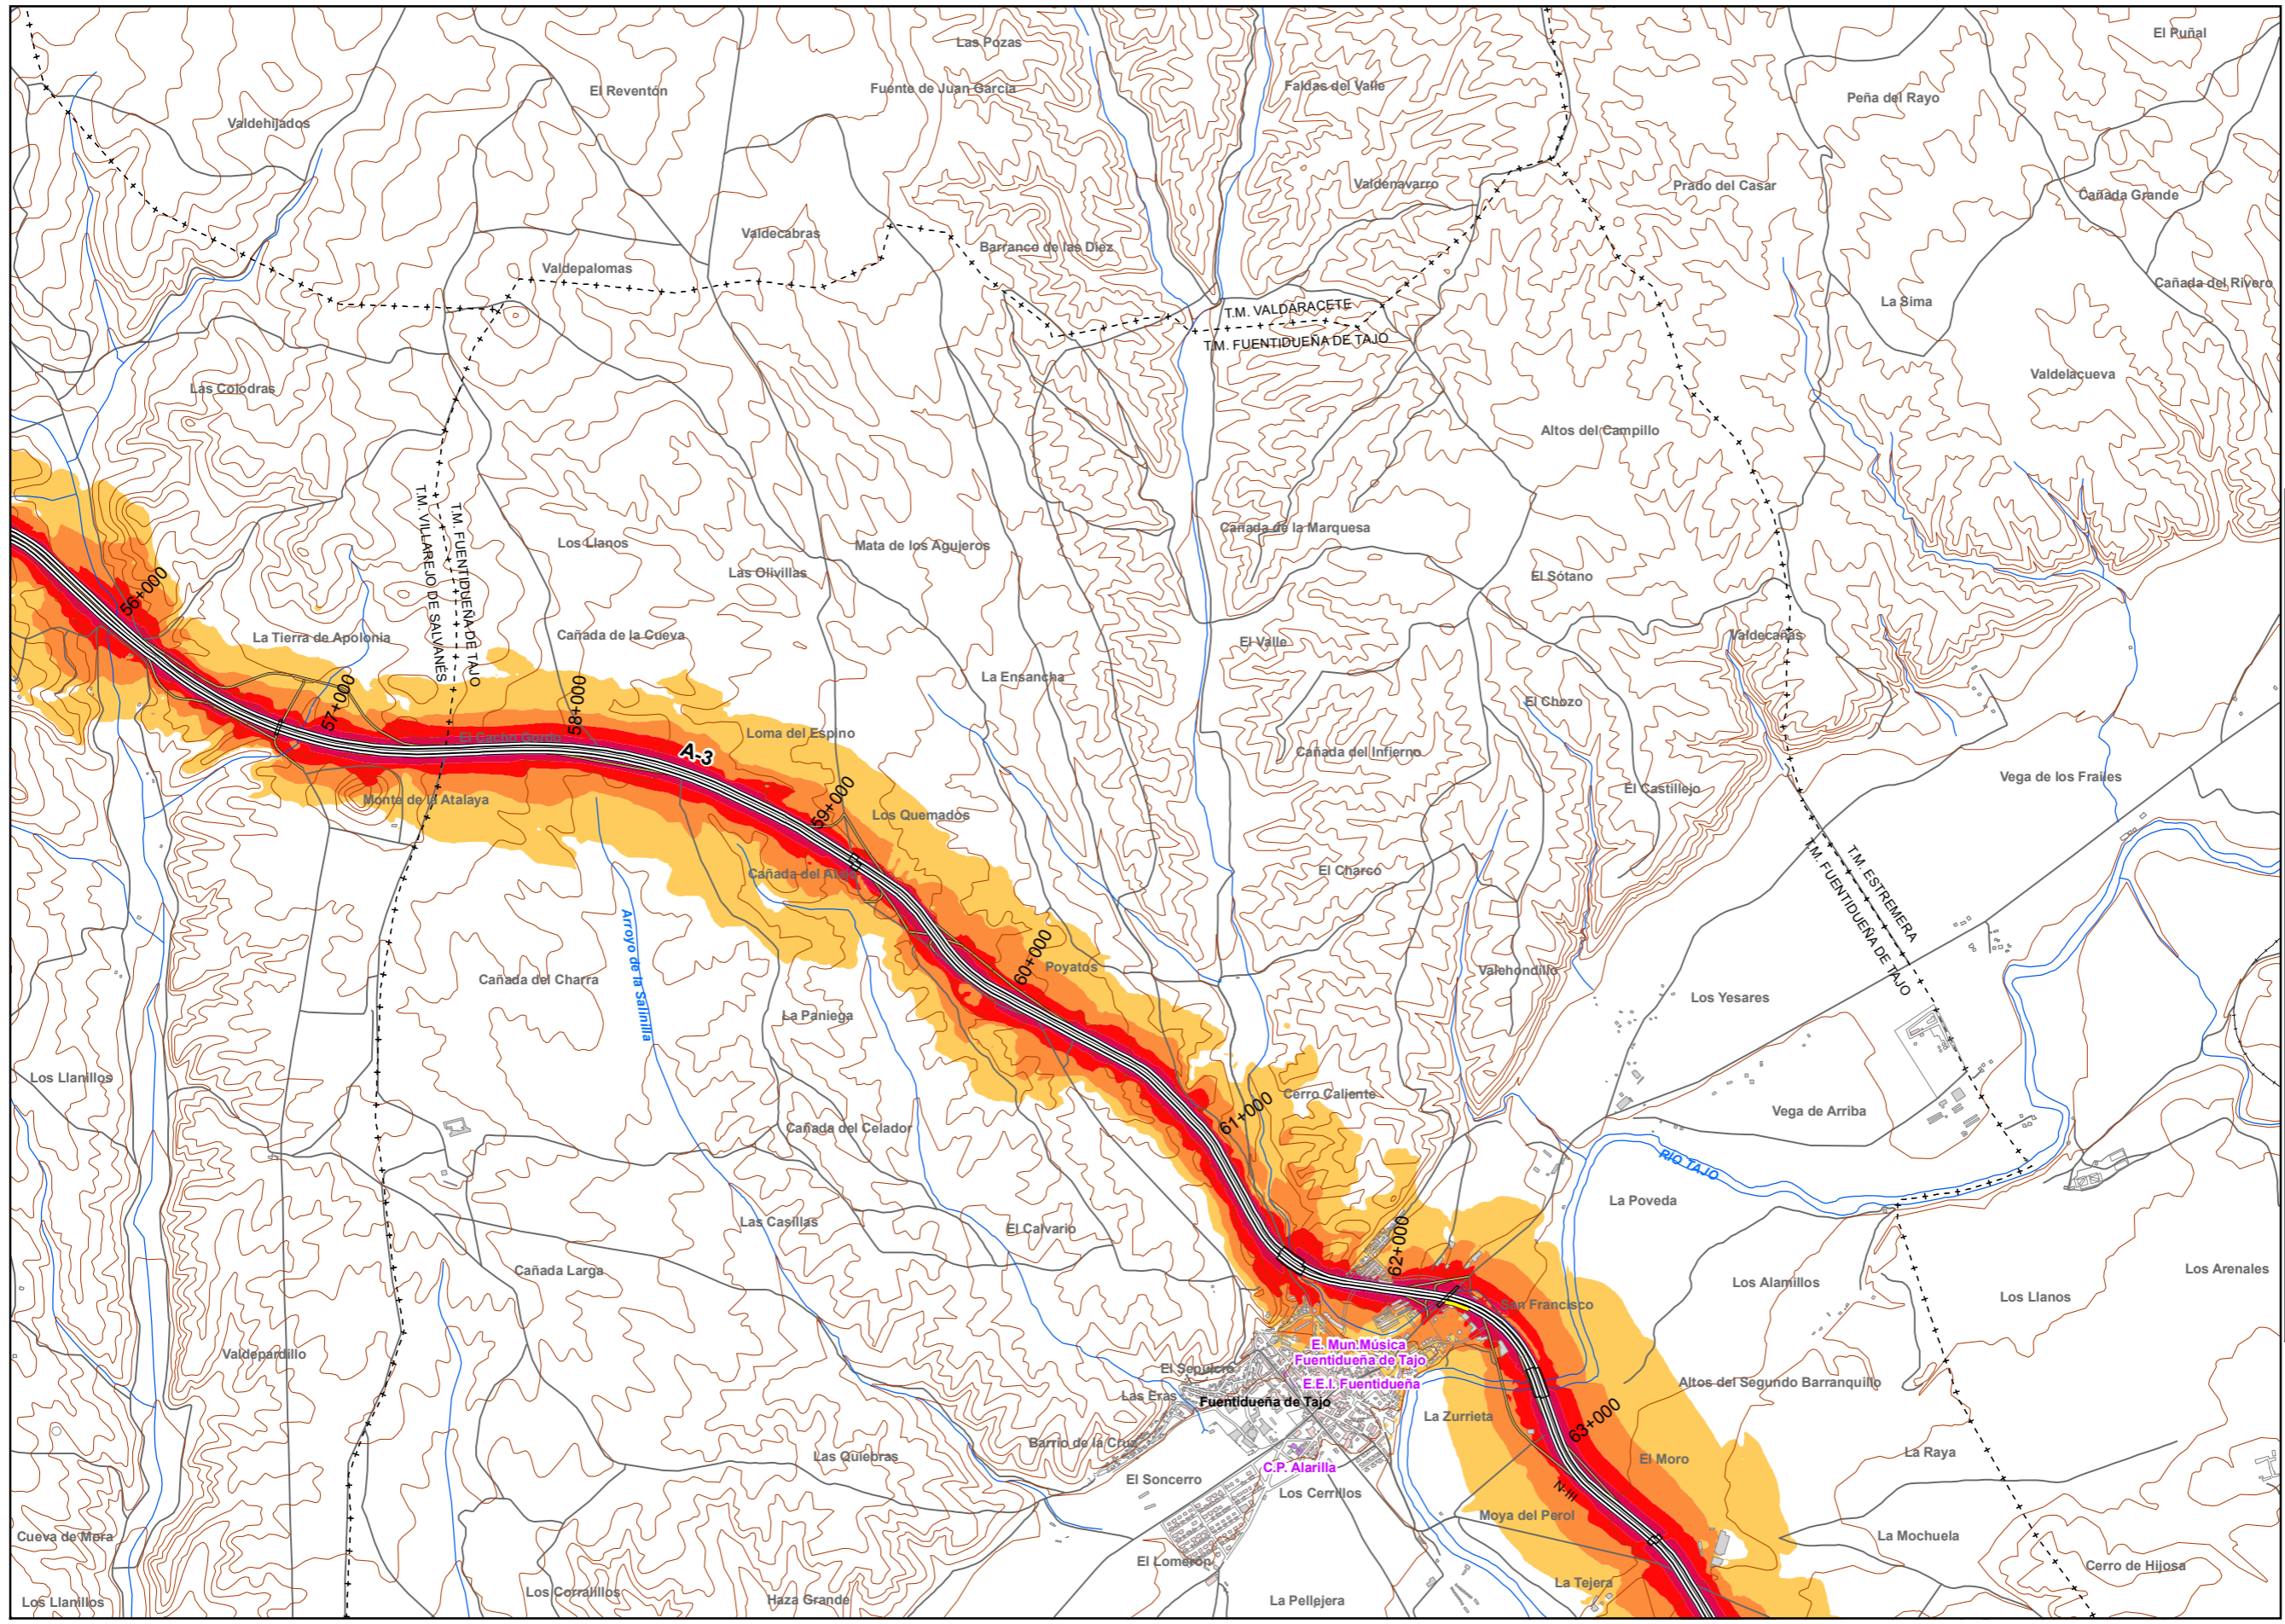 Las Pozas
El Puñal
El Reventón
Fuente de Juan García
Faldas del Valle
Peña del Rayo
Valdehijados
Valdenavarro
Prado del Casar
Cañada Grande
Valdecabras
Barranco de las Diez
Valdepalomas
Cañada del Rivero
La Sima
T.M. VALDARACETE
T.M. FUENTIDUEÑA DE TAJO
Valdelacueva
Las Colodras
Altos del Campillo
T.M. VILLAREJO DE SALVANÉS
T.M. FUENTIDUEÑA DE TAJO
Los Llanos
Mata de los Agujeros
Cañada de la Marquesa
Las Olivillas
El Sótano
56+000
La Tierra de Apolonia
Cañada de la Cueva
El Valle
Valdecañas
La Ensancha
57+000
58+000
El Chozo
El Cacho Gordo
A-3
Loma del Espino
Cañada del Infierno
Vega de los Frailes
Monte de la Atalaya
59+000
Los Quemados
El Castillejo
Cañada del
El Charco
T.M. ESTREMERA
T.M. FUENTIDUEÑA DE TAJO
Arroyo de la Salinilla
Cañada del Charra
60+000
Poyatos
Valehondillo
Los Yesares
La Paniega
Los Llanillos
Cerro Caliente
61+000
Vega de Arriba
Cañada del Celador
RIO TAJO
La Poveda
Las Casillas
El Calvario
62+000
Cañada Larga
Los Alamillos
Los Arenales
Los Llanos
San Francisco
Valdepardillo
E. Mun.Música
Fuentidueña de Tajo
El Sepulcro
E.E.I. Fuentidueña
Altos del Segundo Barranquillo
Las Eras
Fuentidueña de Tajo
La Zurrieta
63+000
Barrio de la Cruz
Las Quiebras
La Raya
El Moro
C.P. Alarilla
El Soncerro
Los Cerrillos
N-III
Moya del Perol
Cueva de Mora
La Mochuela
El Lomerón
Cerro de Hijosa
La Tejera
Los Corralillos
Haza Grande
La Pellejera
Los Llanillos